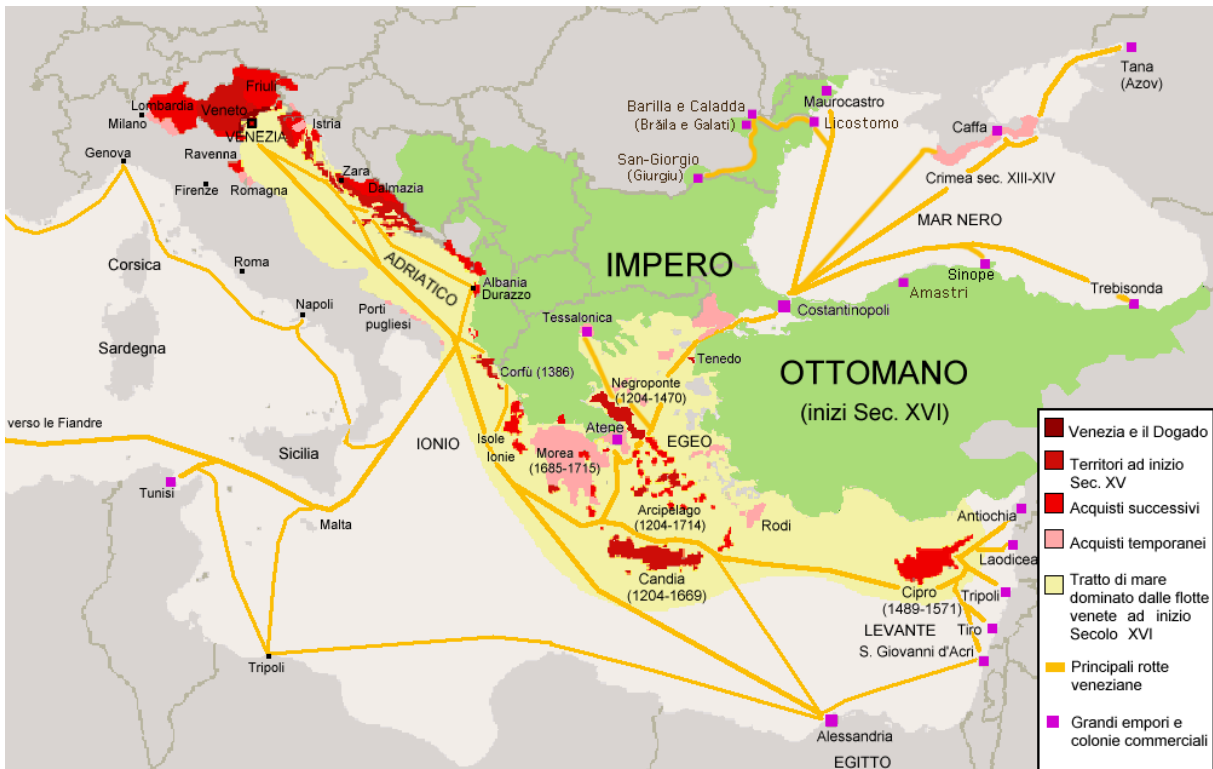 Tana
(Azov)
Friuli
Lombardia
Veneto
Milano
VENEZIA
Istria
Barilla e Caladda
(Brăila e Galati)
Maurocastro
Licostomo
Caffa
Genova
Ravenna
San-Giorgio
(Giurgiu)
Firenze
Romagna
Zara
Dalmazia
Crimea sec. XIII-XIV
MAR NERO
Corsica
Roma
ADRIATICO
IMPERO
Sinope
Amastri
Trebisonda
Albania
Durazzo
Napoli
Porti
pugliesi
Tessalonica
Costantinopoli
Sardegna
Tenedo
OTTOMANO
(inizi Sec. XVI)
Corfù (1386)
Negroponte
(1204-1470)
verso le Fiandre
Sicilia
IONIO
Isole
Ionie
Atene
Morea
(1685-1715)
EGEO
Tunisi
Malta
Arcipelago
(1204-1714)
Rodi
Antiochia
Laodicea
Candia
(1204-1669)
Cipro
(1489-1571)
Tripoli
LEVANTE
Tiro
S. Giovanni d'Acri
Tripoli
Alessandria
EGITTO
Venezia e il Dogado
Territori ad inizio
Sec. XV
Acquisti successivi
Acquisti temporanei
Tratto di mare
dominato dalle flotte
venete ad inizio
Secolo XVI
Principali rotte
veneziane
Grandi empori e
colonie commerciali